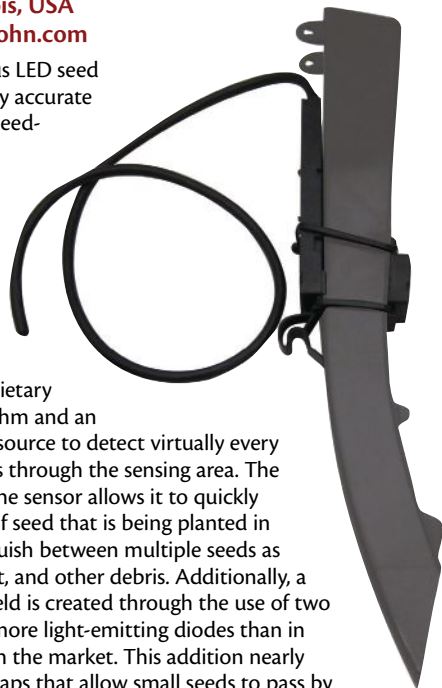 is, USA
ohn.com
us LED seed
y accurate
eed-
ietary
hm and an
source to detect virtually every
s through the sensing area. The
ne sensor allows it to quickly
f seed that is being planted in
uish between multiple seeds as
t, and other debris. Additionally, a
eld is created through the use of two
more light-emitting diodes than in
n the market. This addition nearly
aps that allow small seeds to pass by